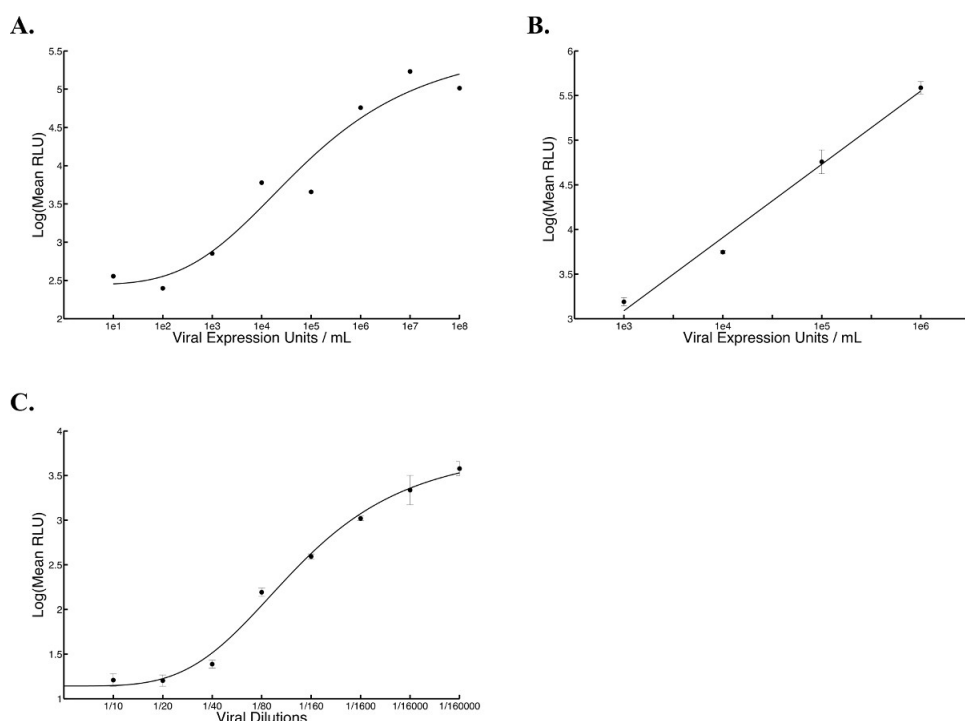 A.
5.5
5
4.5
4
3.5
3
2.5
2
Log(Mean RLU)
1e1 1e2 1e3 1e4 1e5 1e6 1e7 1e8
Viral Expression Units / mL
B.
6
5.5
5
4.5
4
3.5
3
Log(Mean RLU)
1e3 1e4 1e5 1e6
Viral Expression Units / mL
C.
4
3.5
3
2.5
2
1.5
1
Log(Mean RLU)
1/10 1/20 1/40 1/80 1/160 1/1600 1/16000 1/160000
Viral Dilutions